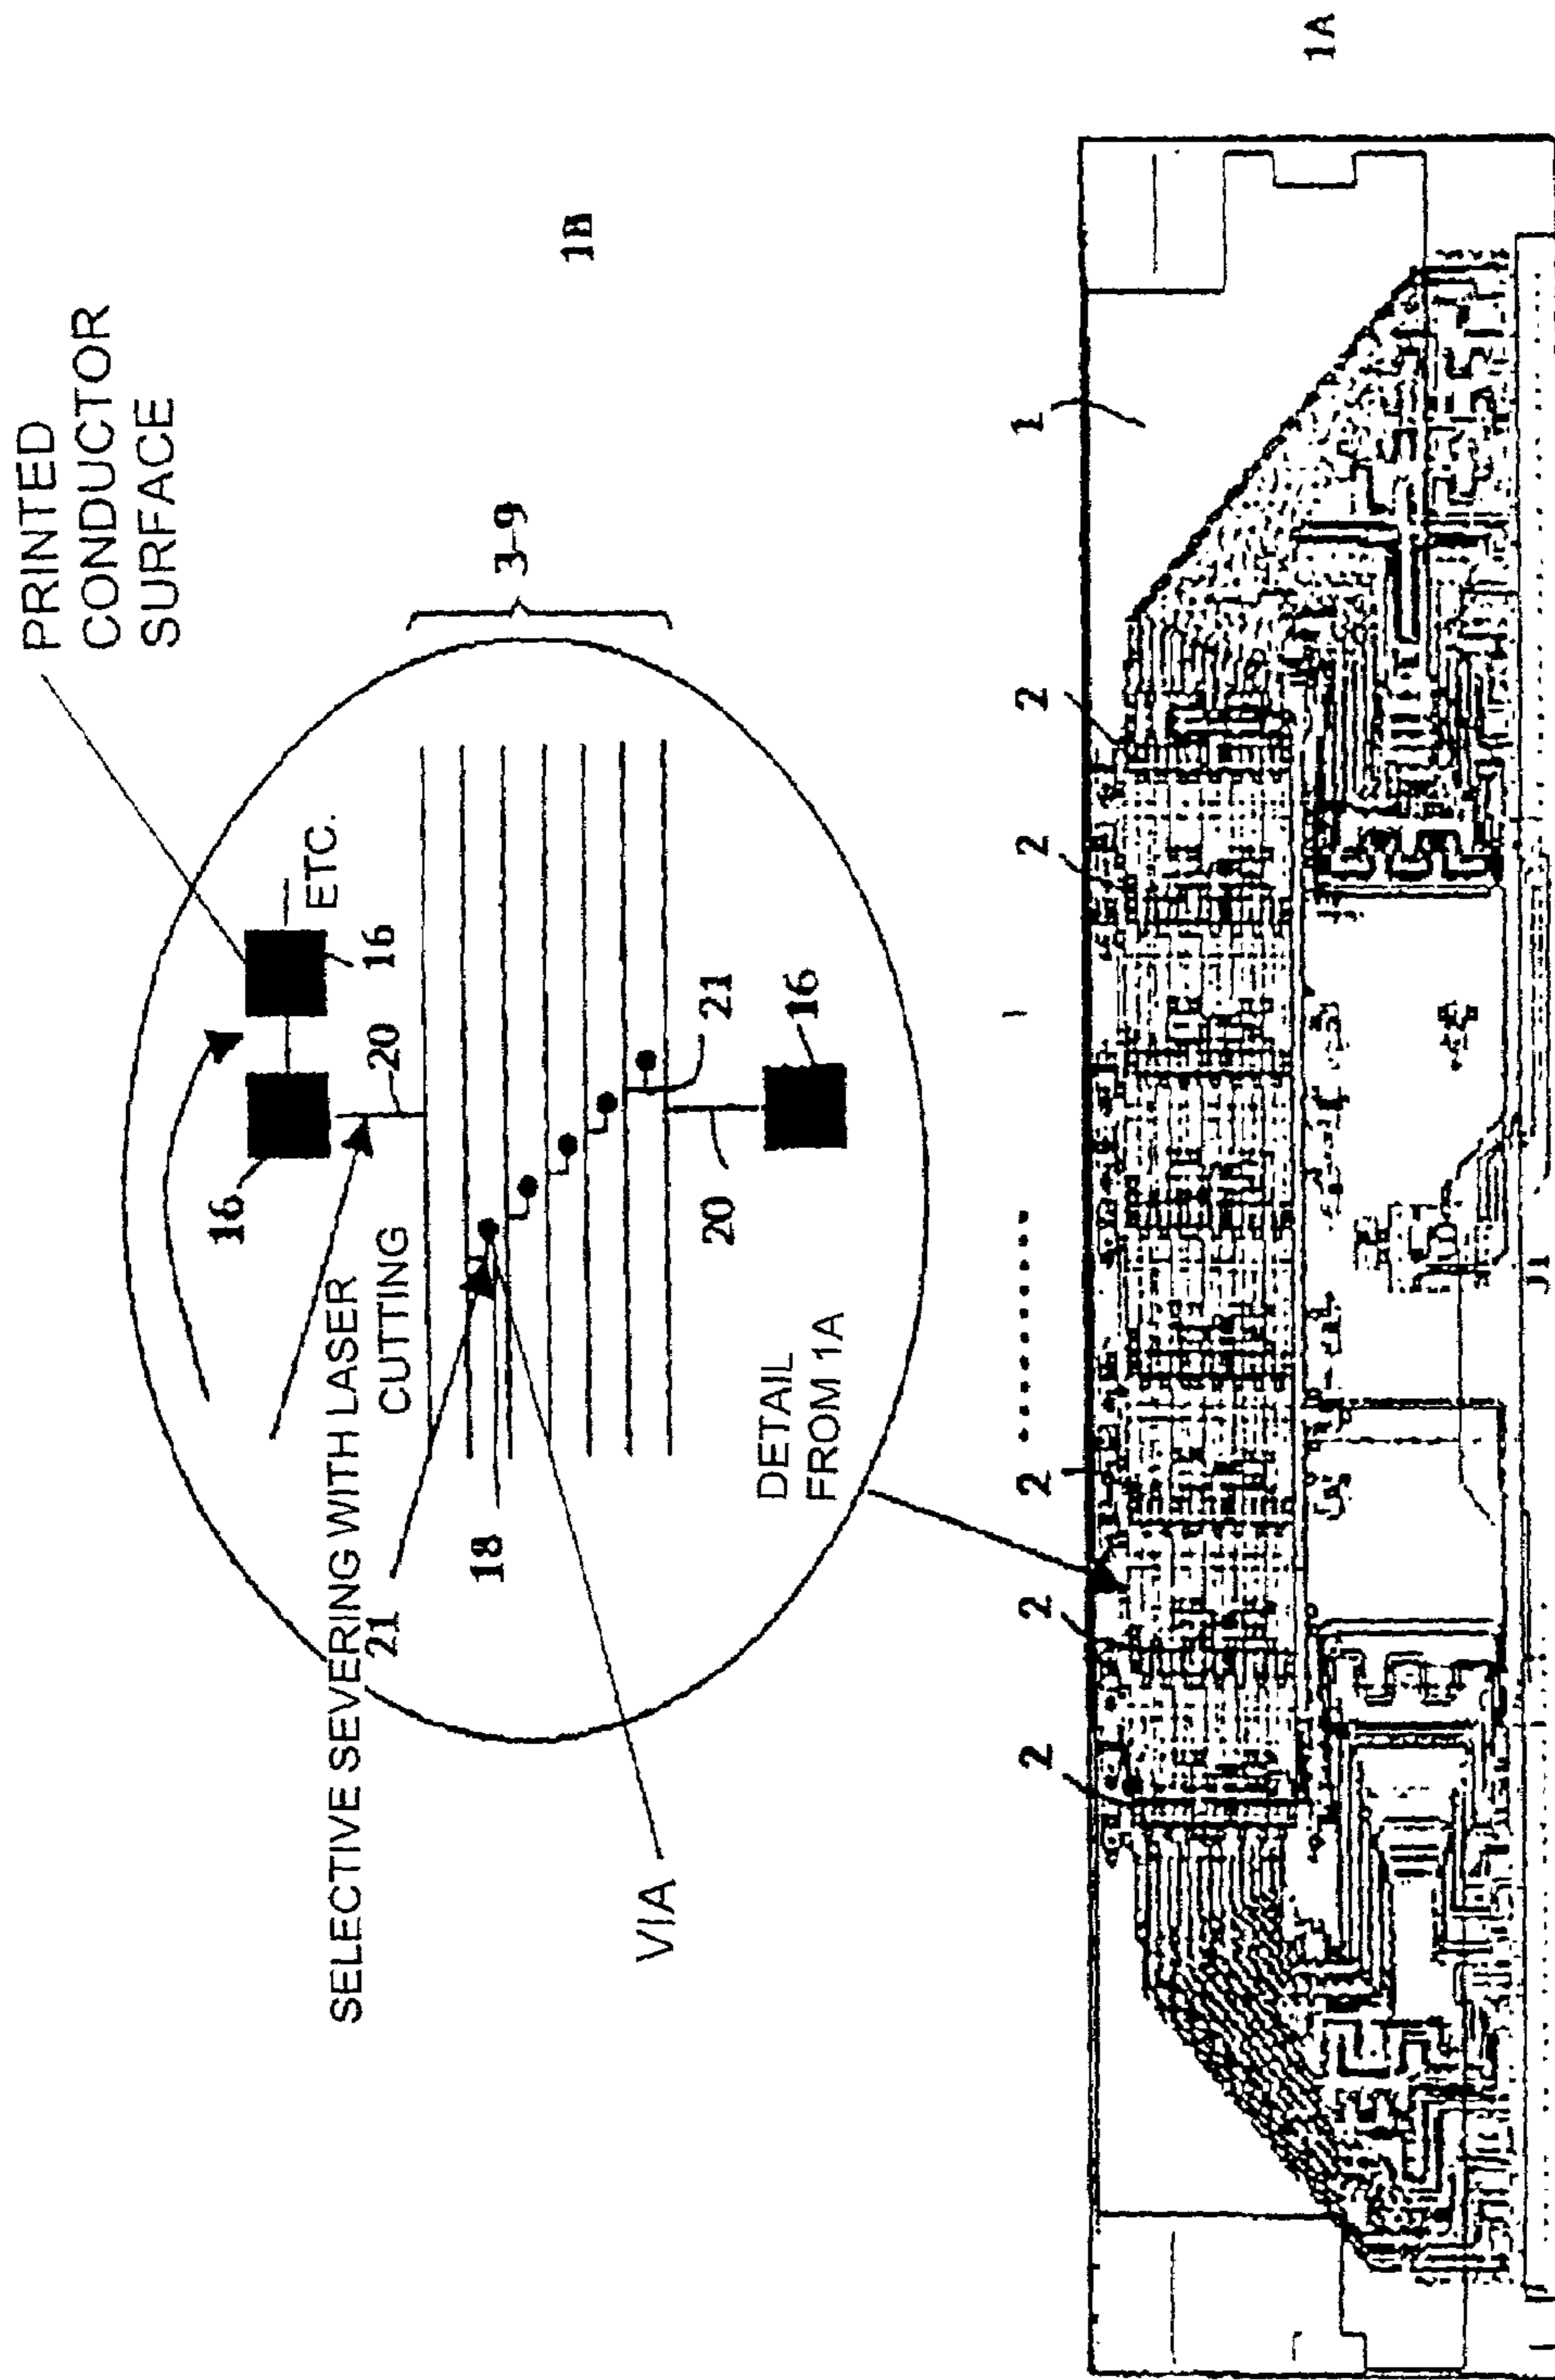 PRINTED
CONDUCTOR
SURFACE
ETC.
16
16
20
3-9
1B
SELECTIVE SEVERING WITH LASER
CUTTING
21
18
21
20
16
VIA
DETAIL
FROM 1A
1
2
2
2
2
2
1A
J1